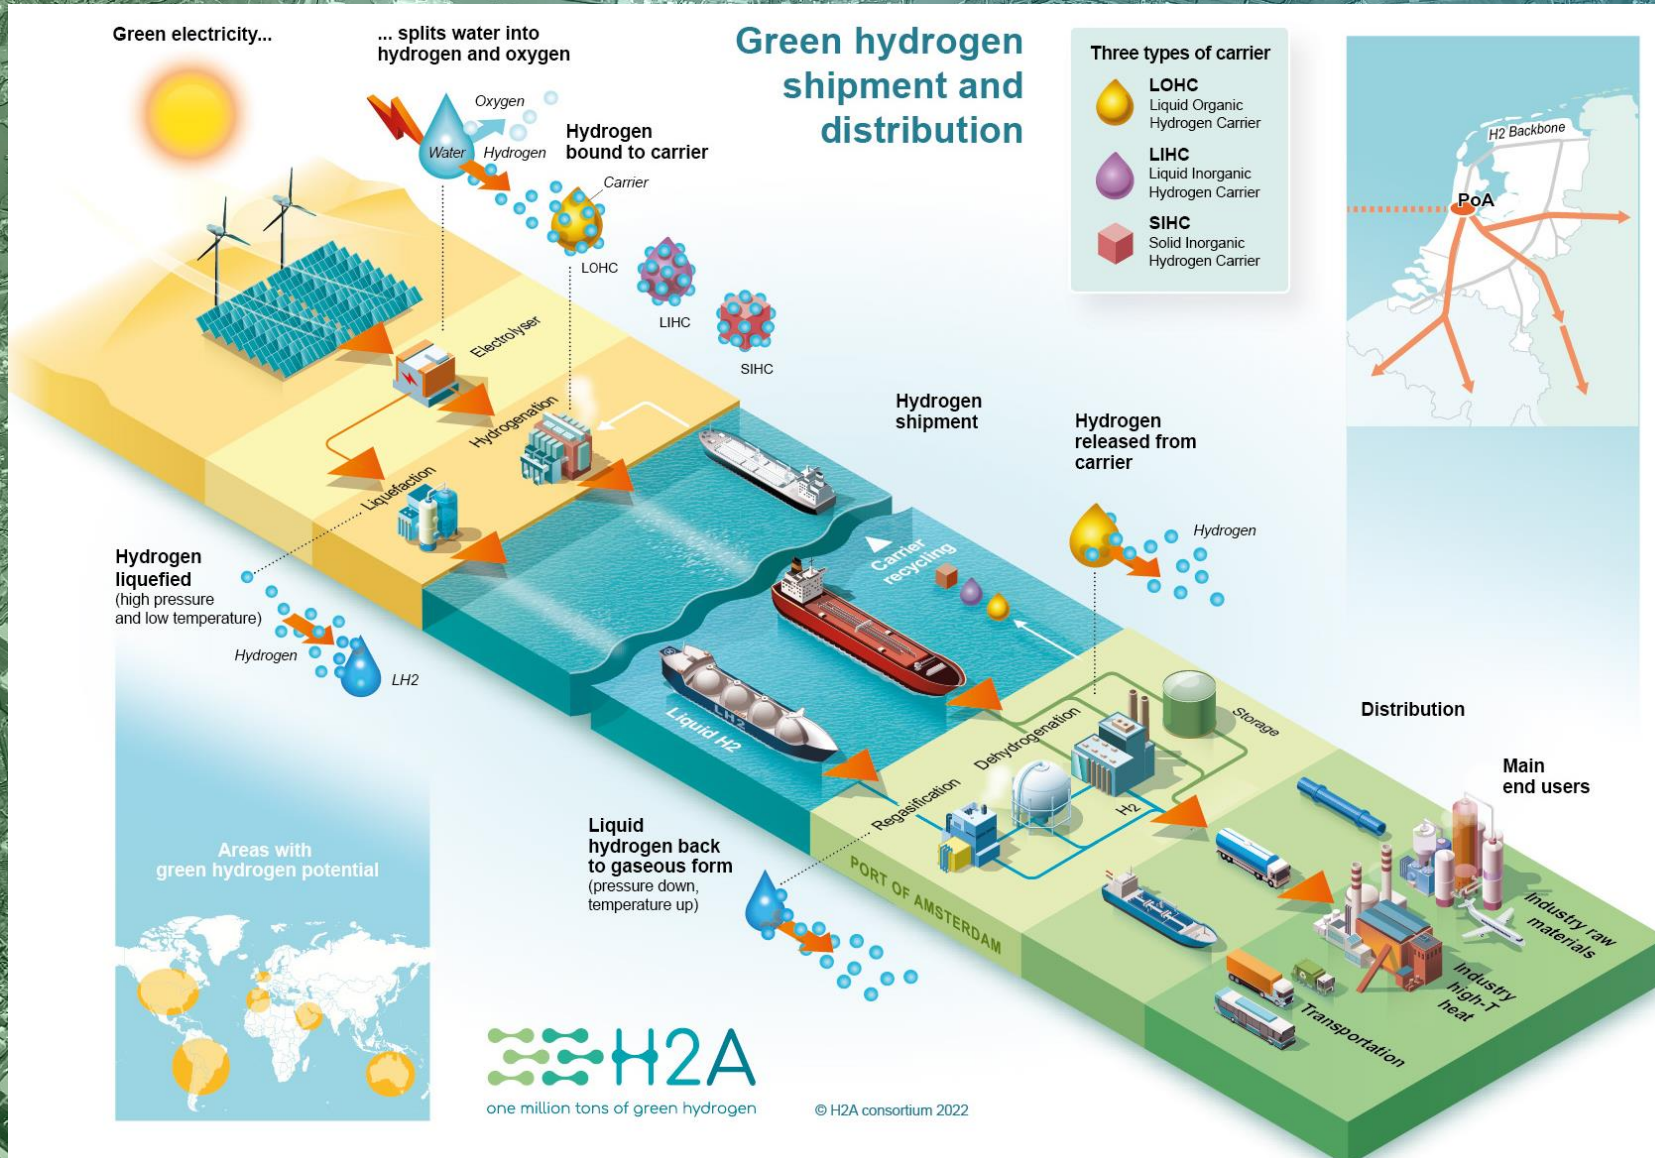 Green electricity...
... splits water into
hydrogen and oxygen
Oxygen
Water
Hydrogen
Hydrogen
bound to carrier
Carrier
LOHC
LIHC
SIHC
Green hydrogen
shipment and
distribution
Three types of carrier
LOHC
Liquid Organic
Hydrogen Carrier
LIHC
Liquid Inorganic
Hydrogen Carrier
SIHC
Solid Inorganic
Hydrogen Carrier
H2 Backbone
PoA
Electrolyser
Hydrogenation
Liquefaction
Hydrogen
shipment
Hydrogen
released from
carrier
Hydrogen
Hydrogen
liquefied
(high pressure
and low temperature)
Hydrogen
LH2
Carrier
recycling
LH2
Liquid H2
Dehydrogenation
Storage
Regasification
H2
PORT OF AMSTERDAM
Distribution
Main
end users
Liquid
hydrogen back
to gaseous form
(pressure down,
temperature up)
Industry raw
materials
Industry
high-T
heat
Transportation
Areas with
green hydrogen potential
H2A
one million tons of green hydrogen
© H2A consortium 2022